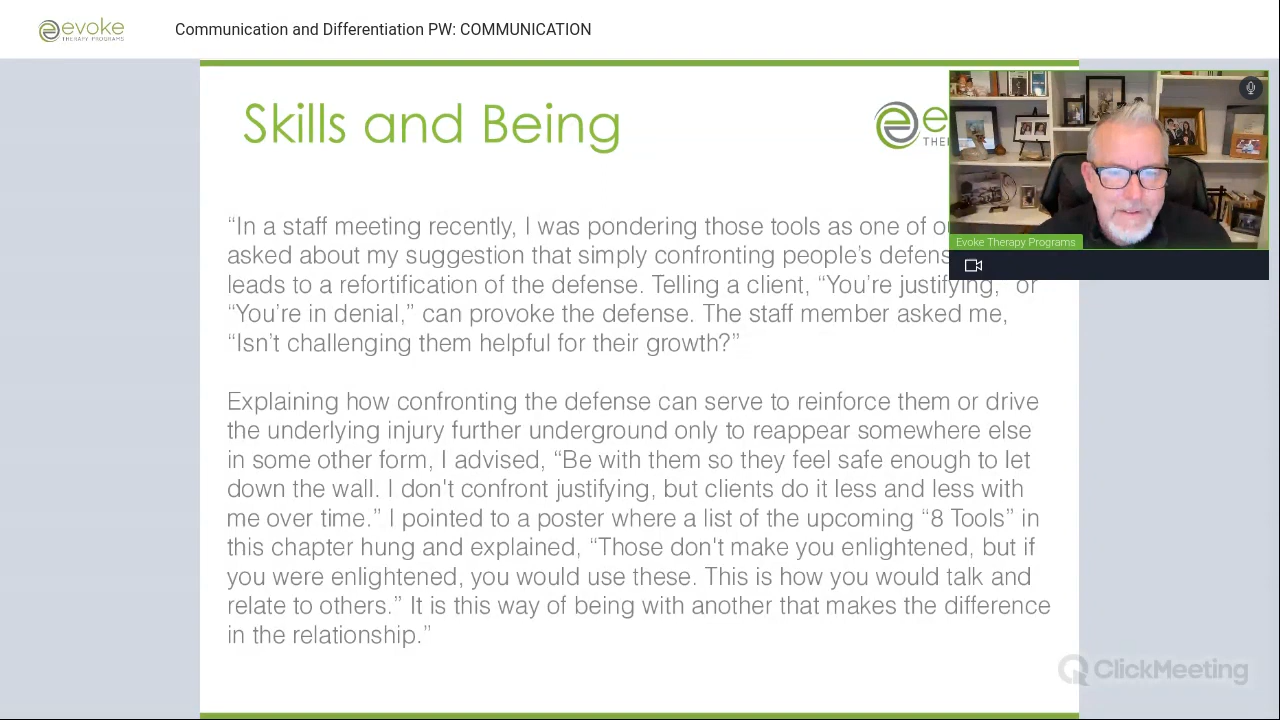 evoke
THERAPY PROGRAMS
Communication and Differentiation PW: COMMUNICATION
Skills and Being
“In a staff meeting recently, I was pondering those tools as one of
asked about my suggestion that simply confronting people’s
leads to a refortification of the defense. Telling a client, “You’re justifying,” or
“You’re in denial,” can provoke the defense. The staff member asked me,
“Isn’t challenging them helpful for their growth?”
Explaining how confronting the defense can serve to reinforce them or drive
the underlying injury further underground only to reappear somewhere else
in some other form, I advised, “Be with them so they feel safe enough to let
down the wall. I don't confront justifying, but clients do it less and less with
me over time.” I pointed to a poster where a list of the upcoming “8 Tools” in
this chapter hung and explained, “Those don't make you enlightened, but if
you were enlightened, you would use these. This is how you would talk and
relate to others.” It is this way of being with another that makes the difference
in the relationship.”
Evoke Therapy Programs
ClickMeeting